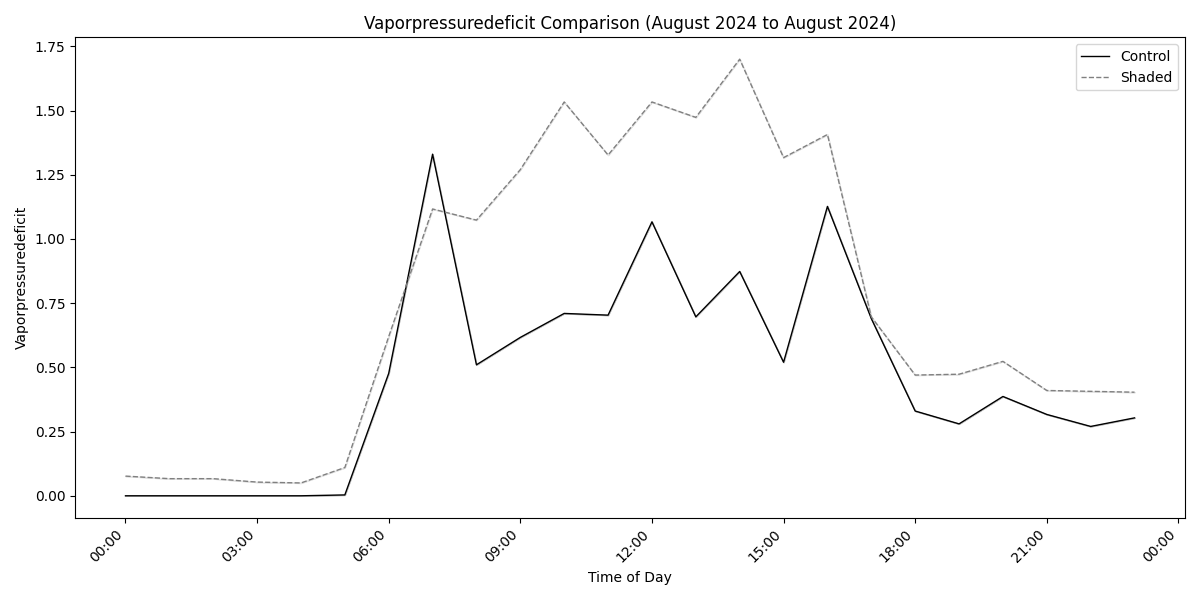 Vaporpressuredeficit Comparison (August 2024 to August 2024)
Control
Shaded
Vaporpressuredeficit
1.75
1.50
1.25
1.00
0.75
0.50
0.25
0.00
00:00 03:00 06:00 09:00 12:00 15:00 18:00 21:00 00:00
Time of Day